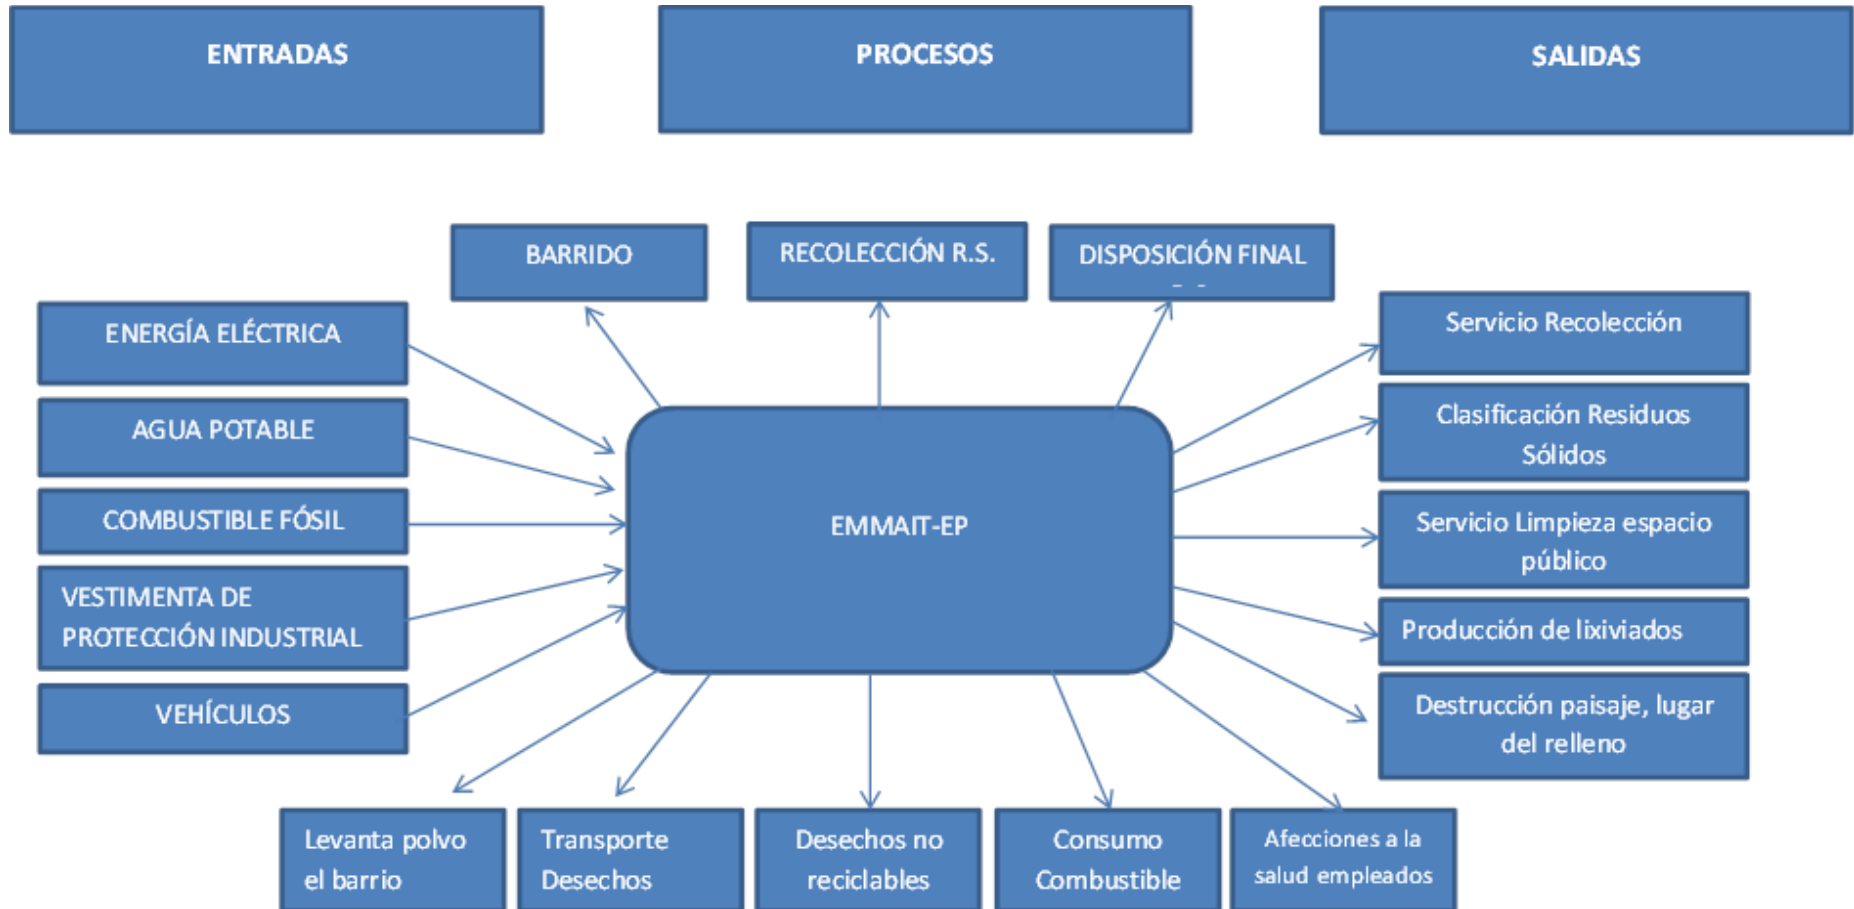 ENTRADAS
PROCESOS
SALIDAS
BARRIDO
RECOLECCIÓN R.S.
DISPOSICIÓN FINAL
ENERGÍA ELÉCTRICA
AGUA POTABLE
COMBUSTIBLE FÓSIL
VESTIMENTA DE
PROTECCIÓN INDUSTRIAL
VEHÍCULOS
EMMAIT-EP
Servicio Recolección
Clasificación Residuos
Sólidos
Servicio Limpieza espacio
público
Producción de lixiviados
Destrucción paisaje, lugar
del relleno
Levanta polvo
el barrio
Transporte
Desechos
Desechos no
reciclables
Consumo
Combustible
Afecciones a la
salud empleados